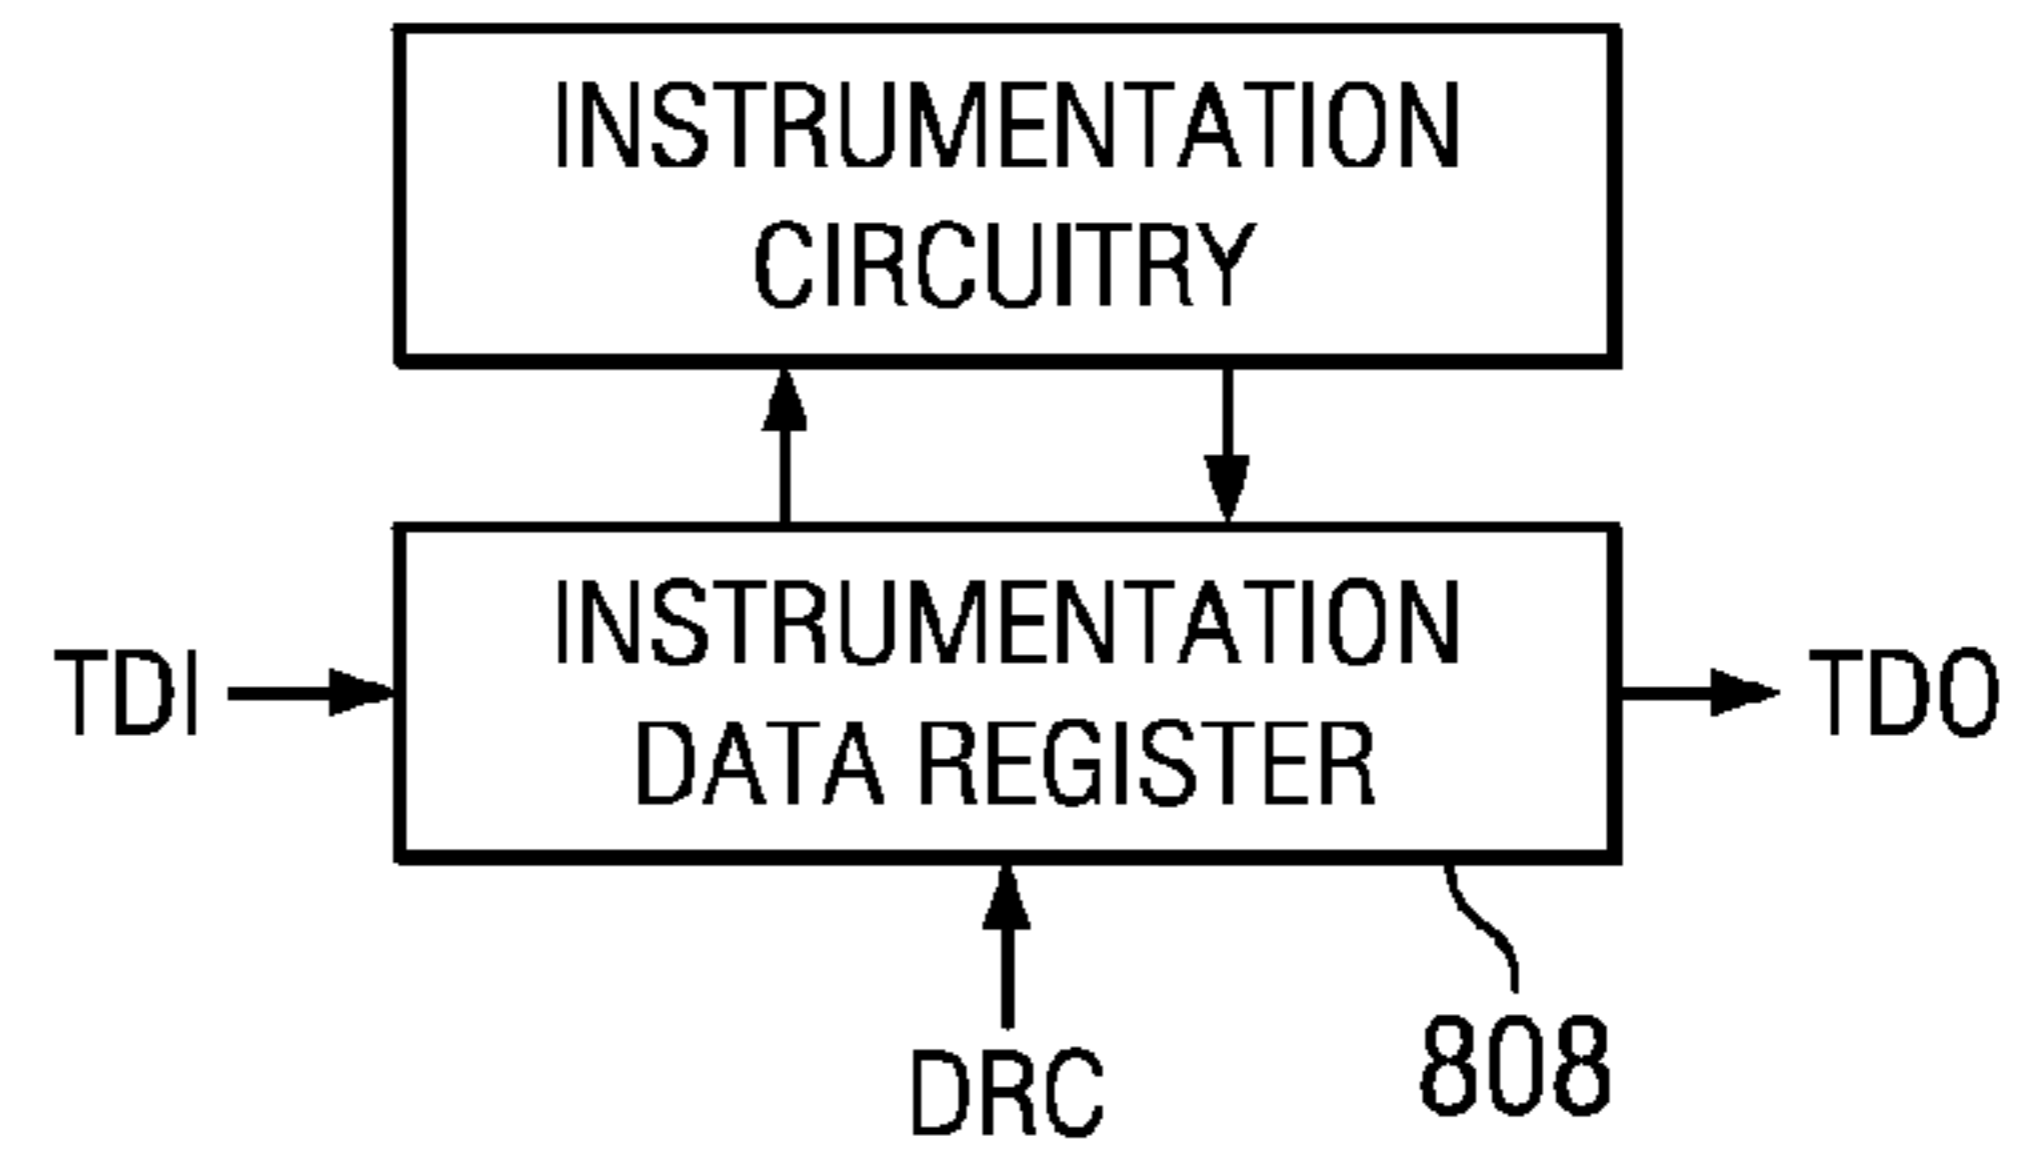 INSTRUMENTATION
CIRCUITRY
INSTRUMENTATION
DATA REGISTER
TDI
TDO
DRC
808